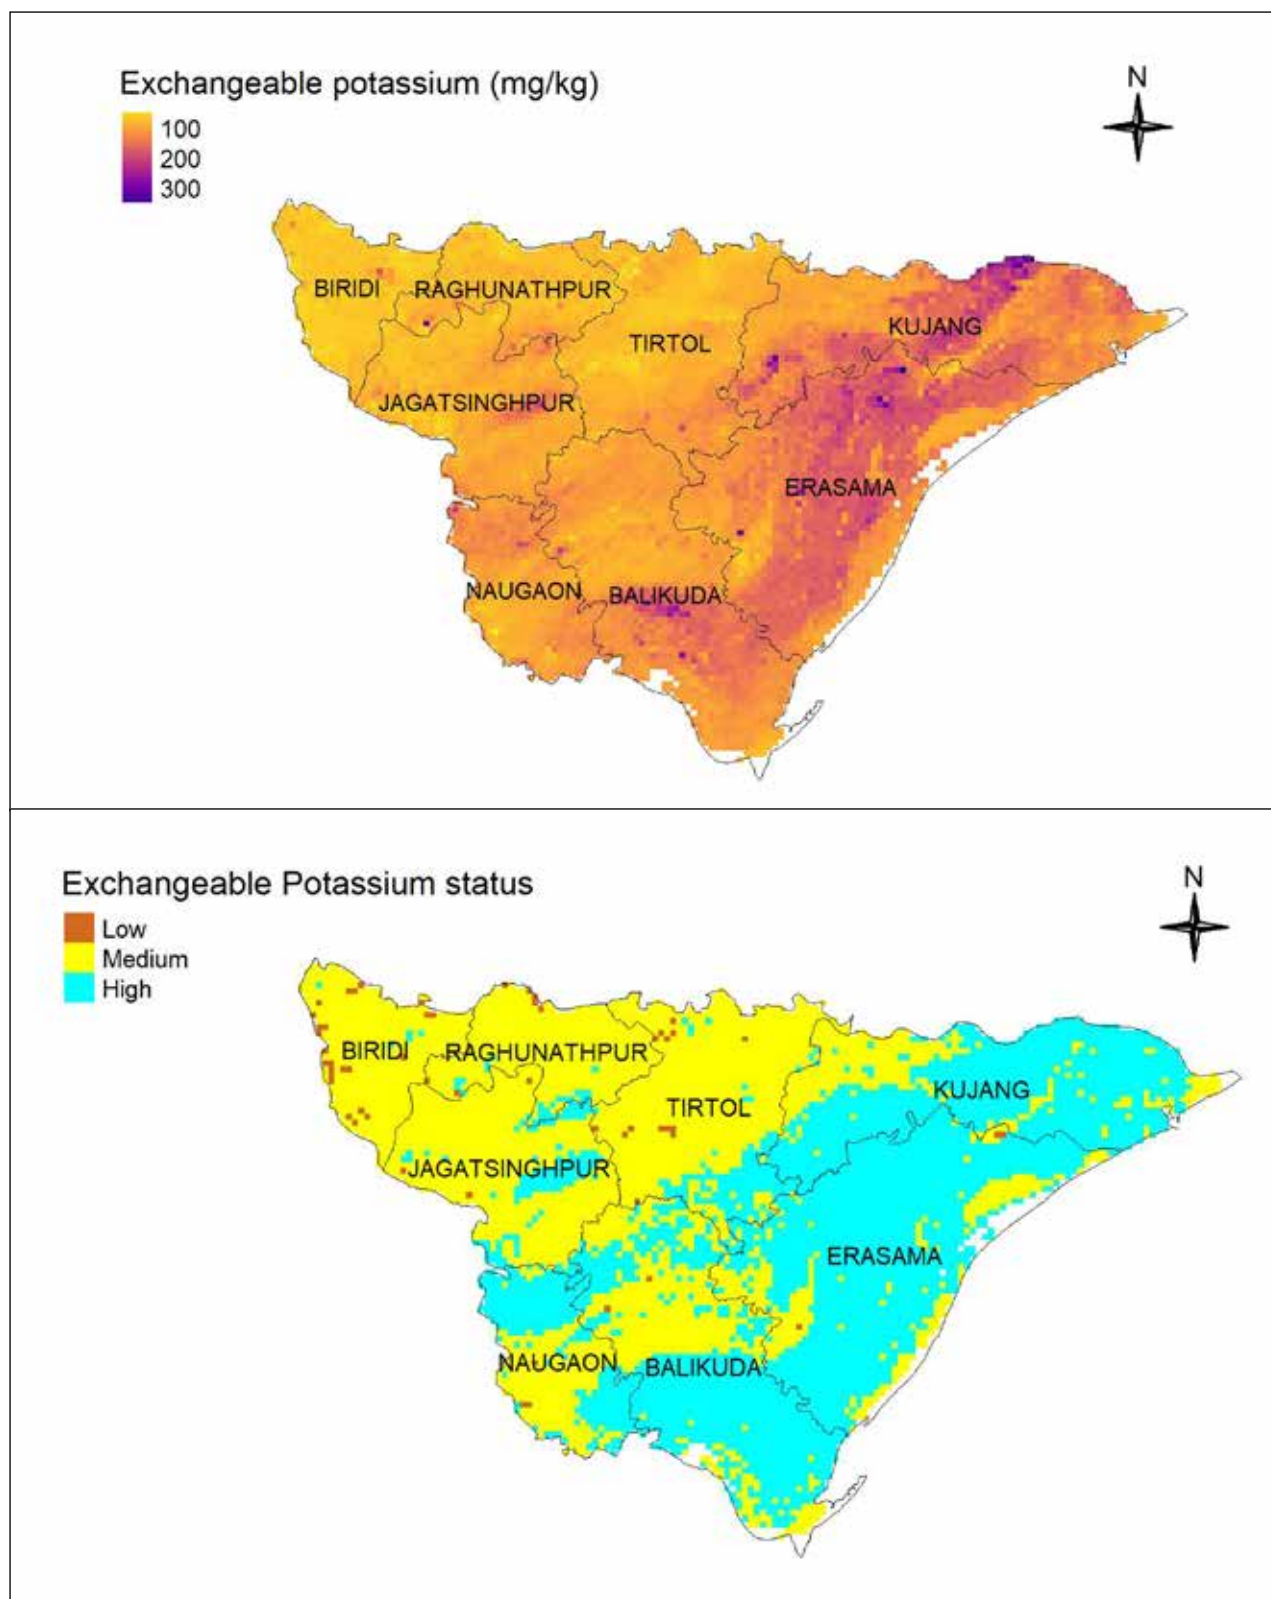 Exchangeable potassium (mg/kg)
100
200
300
N
BIRIDI
RAGHUNATHPUR
TIRTOL
KUJANG
JAGATSINGHPUR
ERASAMA
NAUGAON
BALIKUDA
Exchangeable Potassium status
Low
Medium
High
N
BIRIDI
RAGHUNATHPUR
TIRTOL
KUJANG
JAGATSINGHPUR
ERASAMA
NAUGAON
BALIKUDA